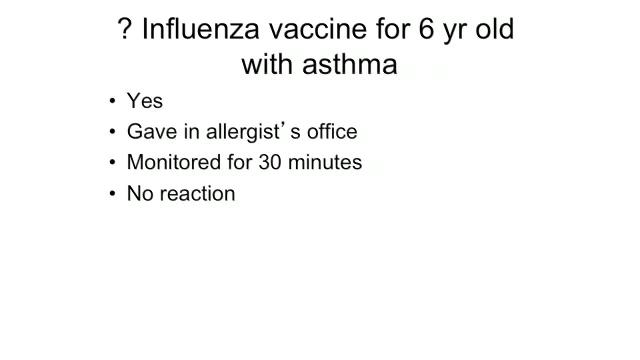 ? Influenza vaccine for 6 yr old
with asthma
• Yes
• Gave in allergist’s office
• Monitored for 30 minutes
• No reaction